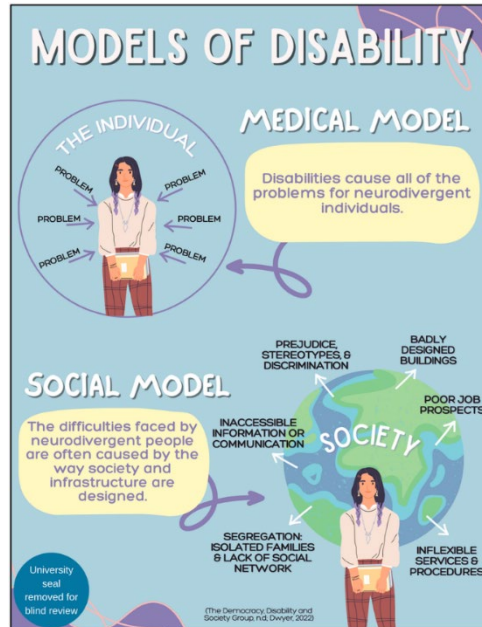 MODELS OF DISABILITY
THE INDIVIDUAL
PROBLEM
PROBLEM
PROBLEM
PROBLEM
PROBLEM
PROBLEM
MEDICAL MODEL
Disabilities cause all of the
problems for neurodivergent
individuals.
SOCIAL MODEL
The difficulties faced by
neurodivergent people
are often caused by the
way society and
infrastructure are
designed.
PREJUDICE,
STEREOTYPES, &
DISCRIMINATION
BADLY
DESIGNED
BUILDINGS
INACCESSIBLE
INFORMATION OR
COMMUNICATION
POOR JOB
PROSPECTS
SOCIETY
SEGREGATION:
ISOLATED FAMILIES
& LACK OF SOCIAL
NETWORK
INFLEXIBLE
SERVICES &
PROCEDURES
University
seal
removed for
blind review
(The Democracy, Disability and
Society Group, n.d; Dwyer, 2022)